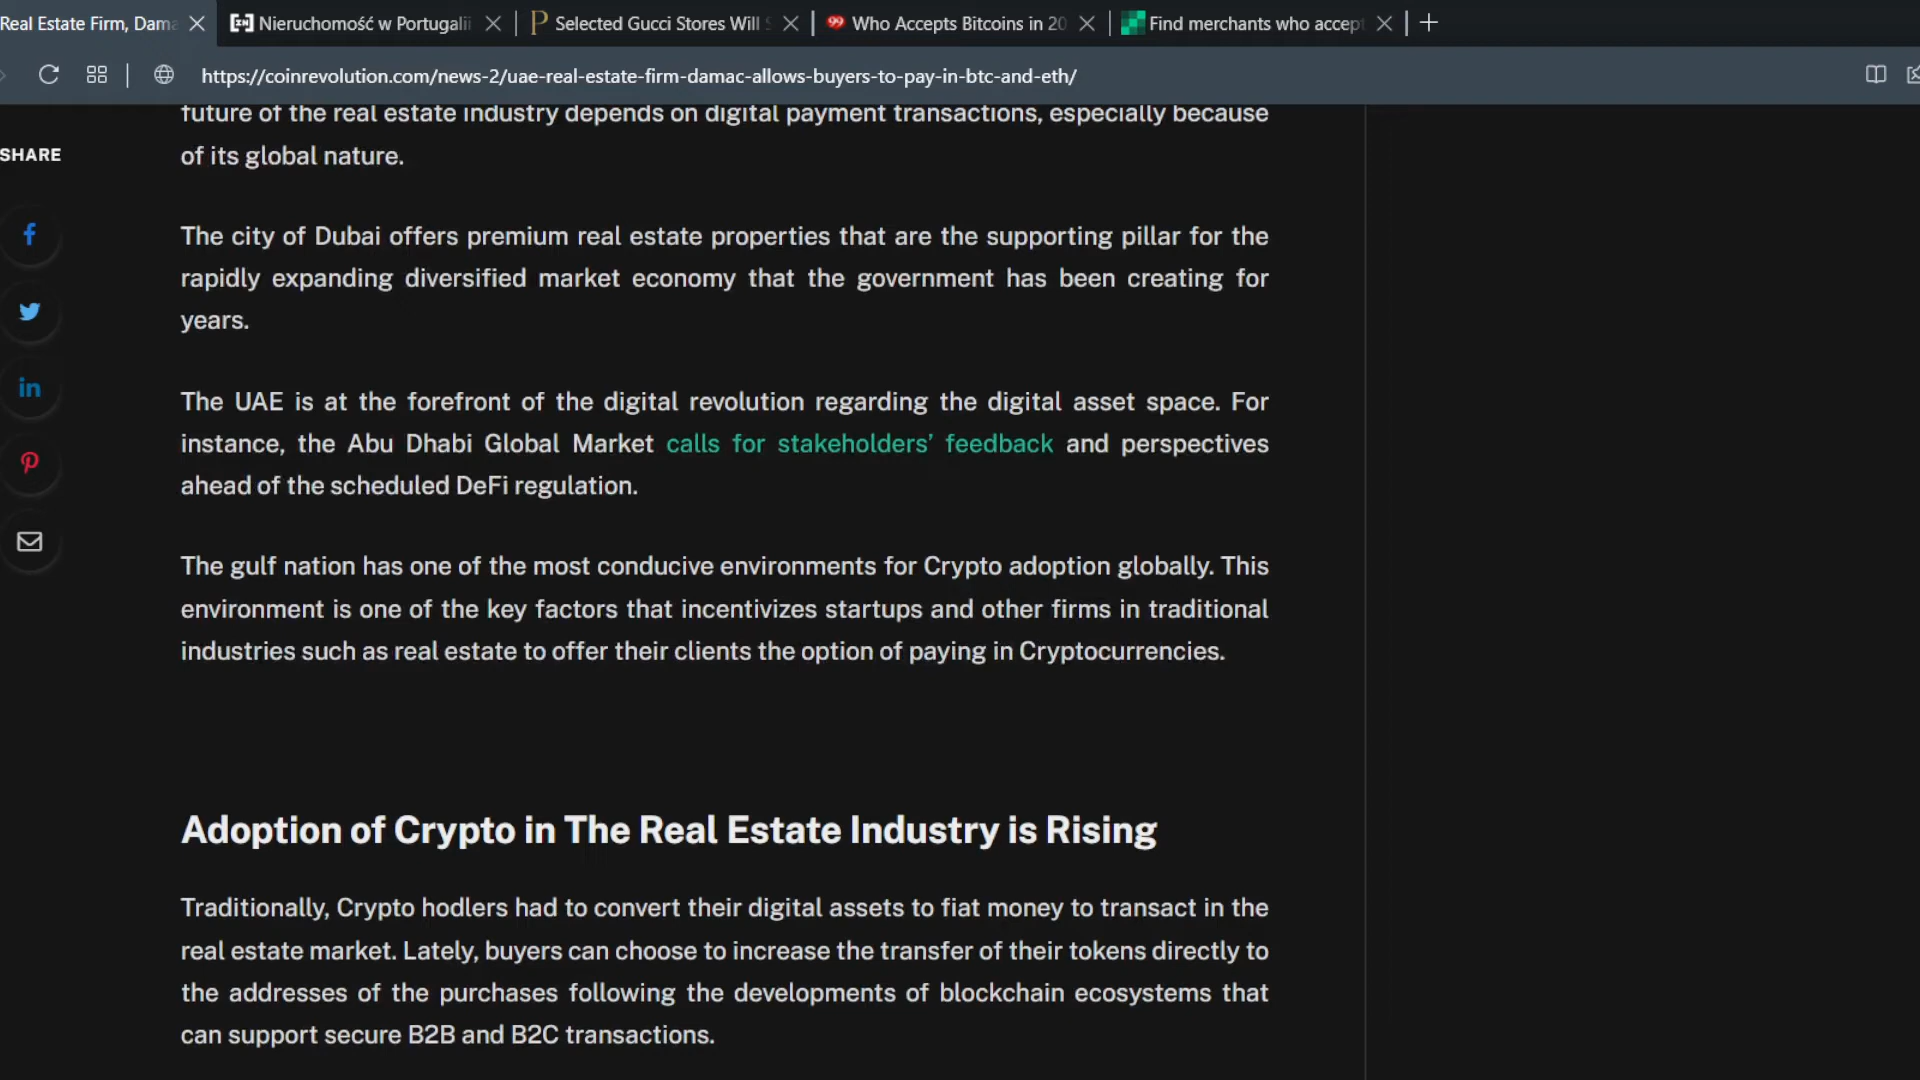 Real Estate Firm, Dama
Nieruchomość w Portugalii
Selected Gucci Stores Will S
Who Accepts Bitcoins in 20
Find merchants who accept
https://coinrevolution.com/news-2/uae-real-estate-firm-damac-allows-buyers-to-pay-in-btc-and-eth/
SHARE
future of the real estate industry depends on digital payment transactions, especially because
of its global nature.
The city of Dubai offers premium real estate properties that are the supporting pillar for the
rapidly expanding diversified market economy that the government has been creating for
years.
The UAE is at the forefront of the digital revolution regarding the digital asset space. For
instance, the Abu Dhabi Global Market calls for stakeholders’ feedback and perspectives
ahead of the scheduled DeFi regulation.
The gulf nation has one of the most conducive environments for Crypto adoption globally. This
environment is one of the key factors that incentivizes startups and other firms in traditional
industries such as real estate to offer their clients the option of paying in Cryptocurrencies.
Adoption of Crypto in The Real Estate Industry is Rising
Traditionally, Crypto hodlers had to convert their digital assets to fiat money to transact in the
real estate market. Lately, buyers can choose to increase the transfer of their tokens directly to
the addresses of the purchases following the developments of blockchain ecosystems that
can support secure B2B and B2C transactions.